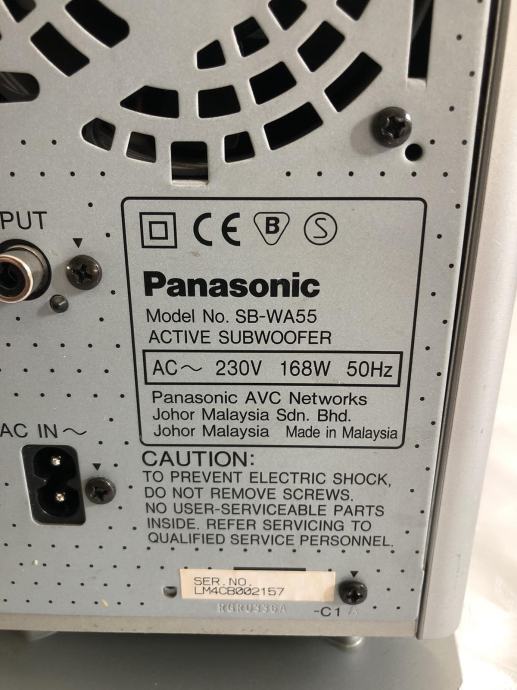 PUT
B S
Panasonic
Model No. SB-WA55
ACTIVE SUBWOOFER
AC～ 230V 168W 50Hz
Panasonic AVC Networks
Johor Malaysia Sdn. Bhd.
Johor Malaysia Made in Malaysia
AC IN ～
CAUTION:
TO PREVENT ELECTRIC SHOCK,
DO NOT REMOVE SCREWS.
NO USER-SERVICEABLE PARTS
INSIDE. REFER SERVICING TO
QUALIFIED SERVICE PERSONNEL.
SER.NO.
LM4CB002157
-C1